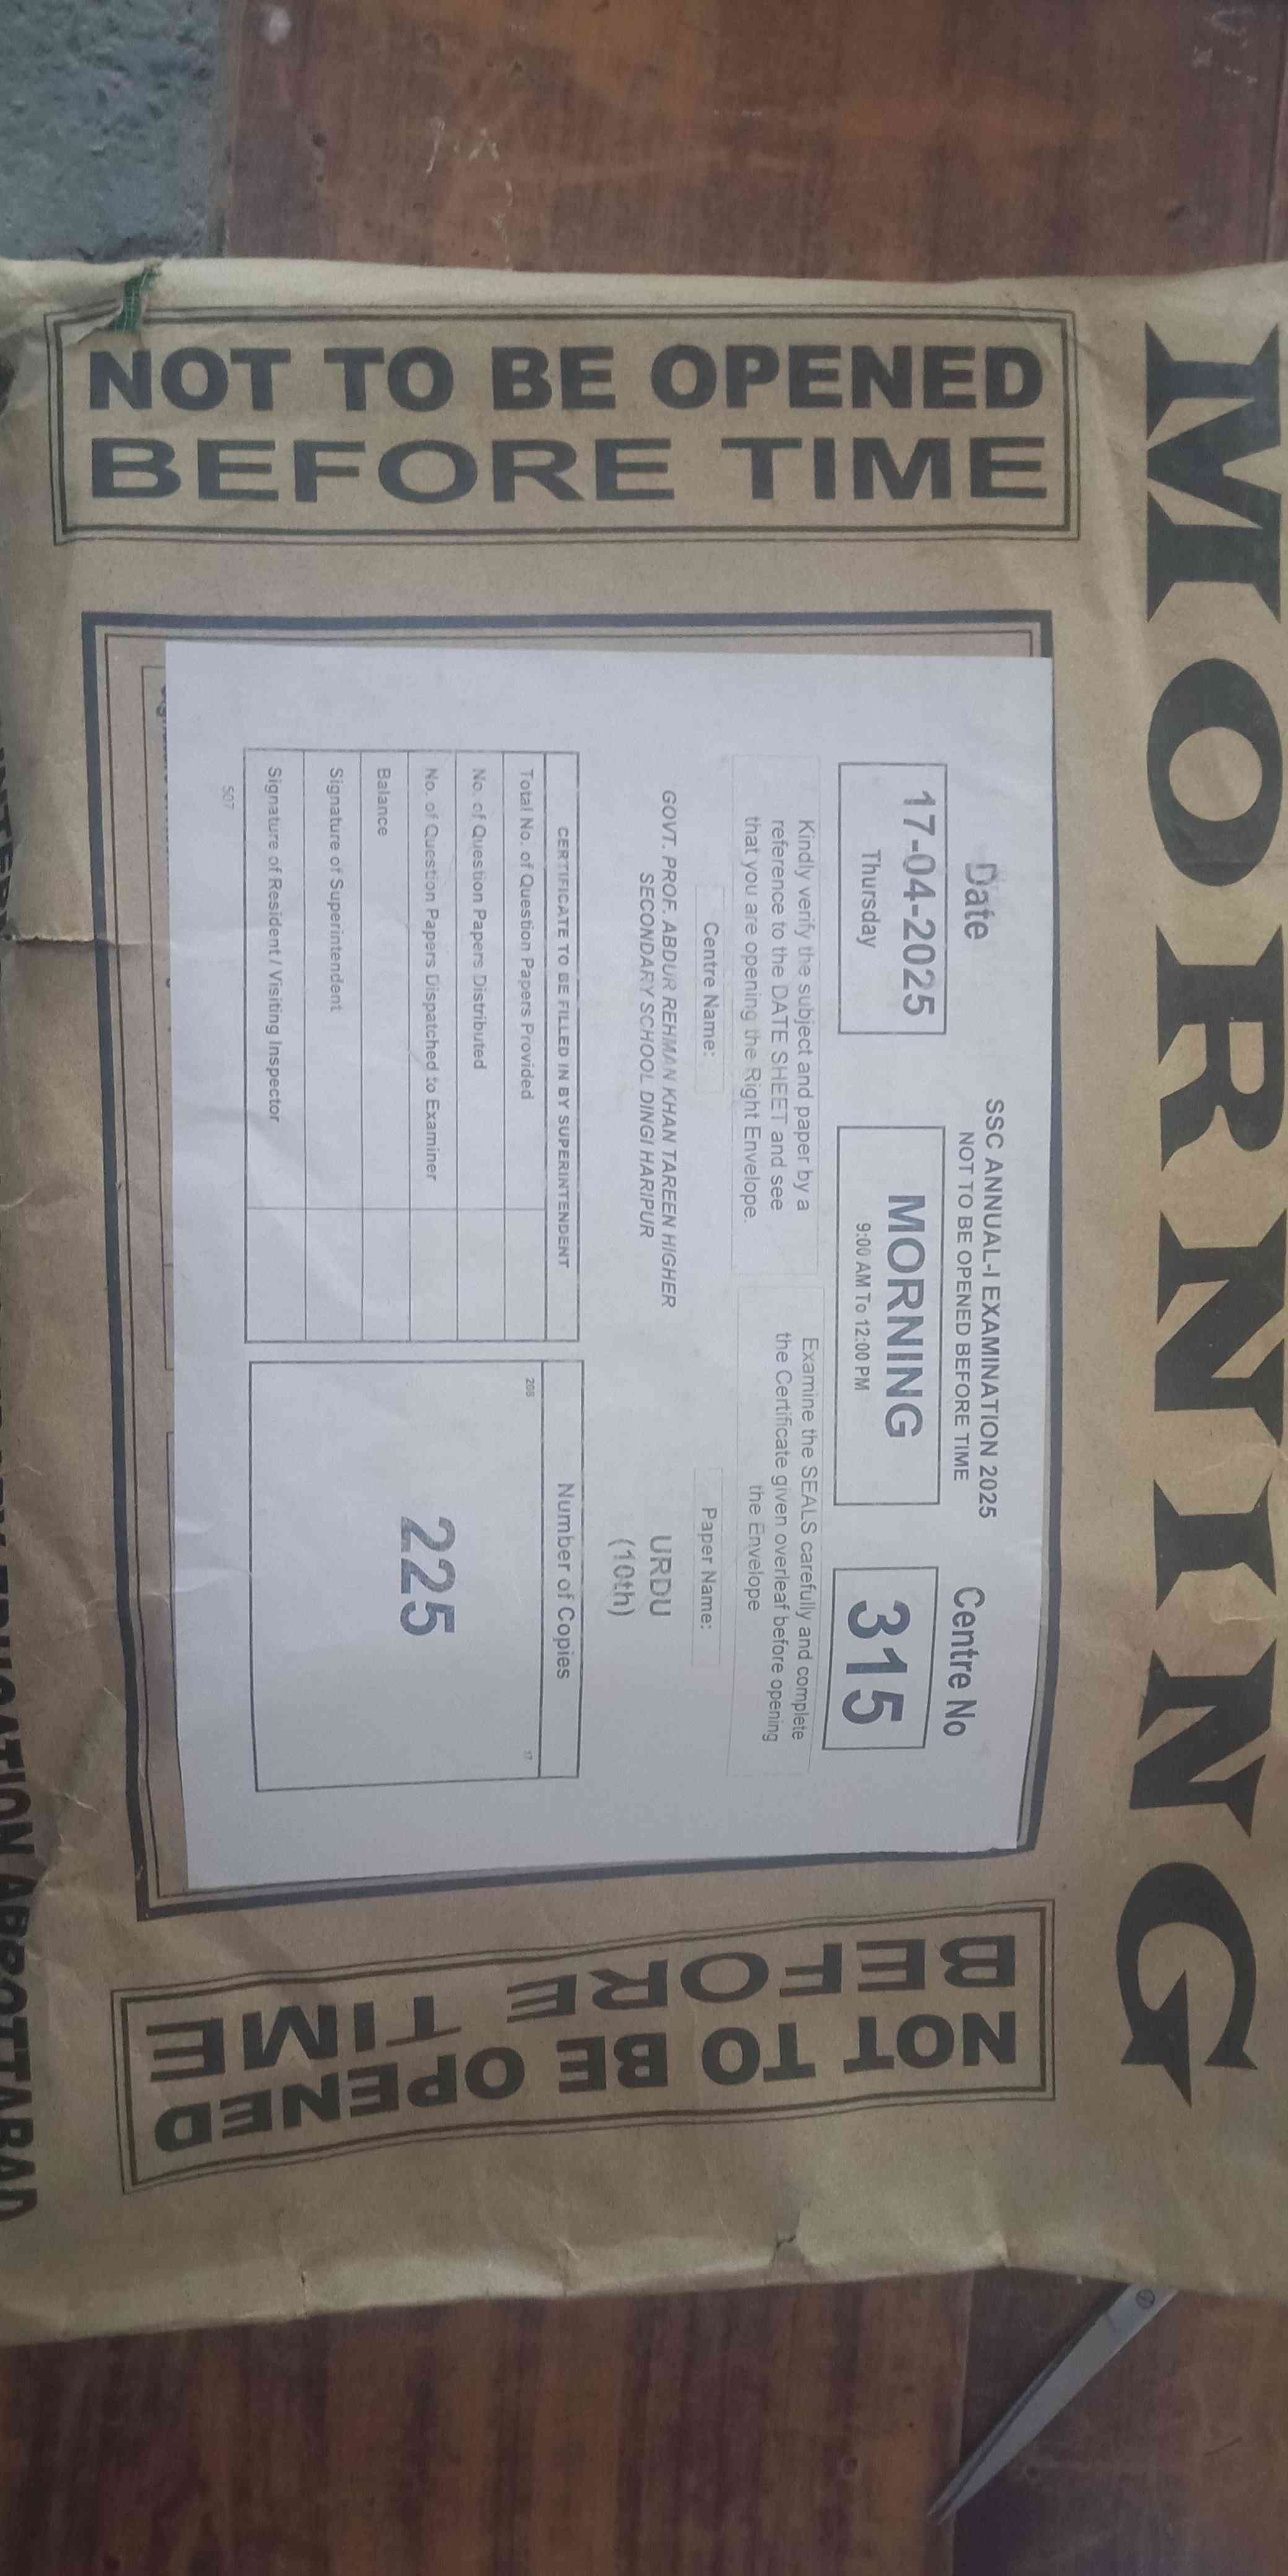 MORNING
NOT TO BE OPENED
BEFORE TIME
SSC ANNUAL-I EXAMINATION 2025
NOT TO BE OPENED BEFORE TIME
Date
17-04-2025
Thursday
MORNING
9:00 AM To 12:00 PM
Centre No
315
Kindly verify the subject and paper by a
reference to the DATE SHEET and see
that you are opening the Right Envelope.
Examine the SEALS carefully and complete
the Certificate given overleaf before opening
the Envelope
Centre Name:
GOVT. PROF. ABDUR REHMAN KHAN TAREEN HIGHER
SECONDARY SCHOOL DINGI HARIPUR
Paper Name:
URDU
(10th)
CERTIFICATE TO BE FILLED IN BY SUPERINTENDENT
Total No. of Question Papers Provided
No. of Question Papers Distributed
No. of Question Papers Dispatched to Examiner
Balance
Signature of Superintendent
Signature of Resident / Visiting Inspector
507
Number of Copies
208
17
225
NOT TO BE OPENED
BEFORE TIME
EDUCATION ABBOTTABAD